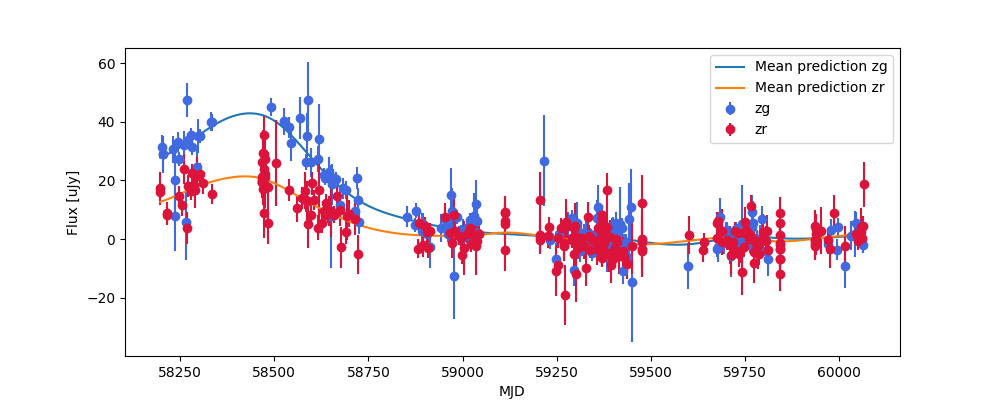 60
40
20
0
−20
Flux [uJy]
58250 58500 58750 59000 59250 59500 59750 60000
MJD
Mean prediction zg
Mean prediction zr
zg
zr